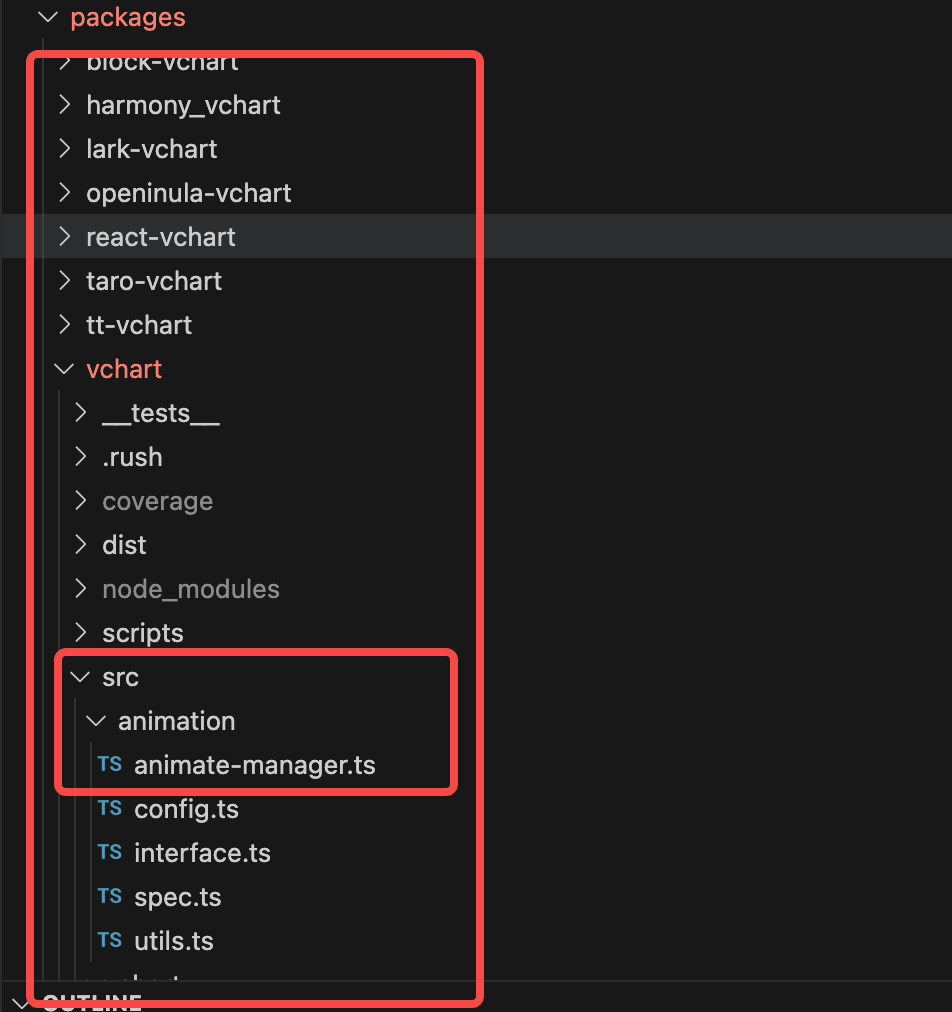 packages
block-vchart
harmony_vchart
lark-vchart
openinula-vchart
react-vchart
taro-vchart
tt-vchart
vchart
__tests__
.rush
coverage
dist
node_modules
scripts
src
animation
TS animate-manager.ts
TS config.ts
TS interface.ts
TS spec.ts
TS utils.ts
OUTLINE